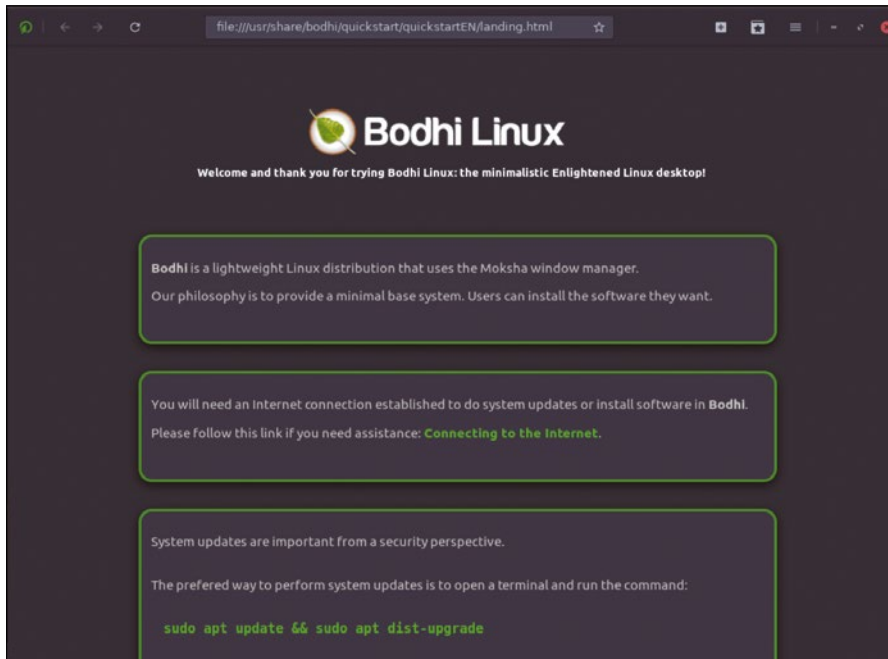 file:///usr/share/bodhi/quickstart/quickstartEN/landing.html
Bodhi Linux
Welcome and thank you for trying Bodhi Linux: the minimalistic Enlightened Linux desktop!
Bodhi is a lightweight Linux distribution that uses the Moksha window manager.
Our philosophy is to provide a minimal base system. Users can install the software they want.
You will need an Internet connection established to do system updates or install software in Bodhi.
Please follow this link if you need assistance: Connecting to the Internet.
System updates are important from a security perspective.
The prefered way to perform system updates is to open a terminal and run the command:
sudo apt update && sudo apt dist-upgrade